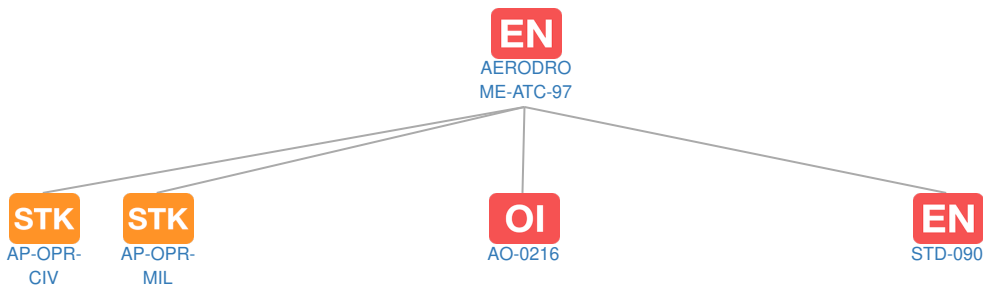 EN
AERODRO
ME-ATC-97
STK
STK
OI
EN
AP-OPR-
CIV
AP-OPR-
MIL
AO-0216
STD-090